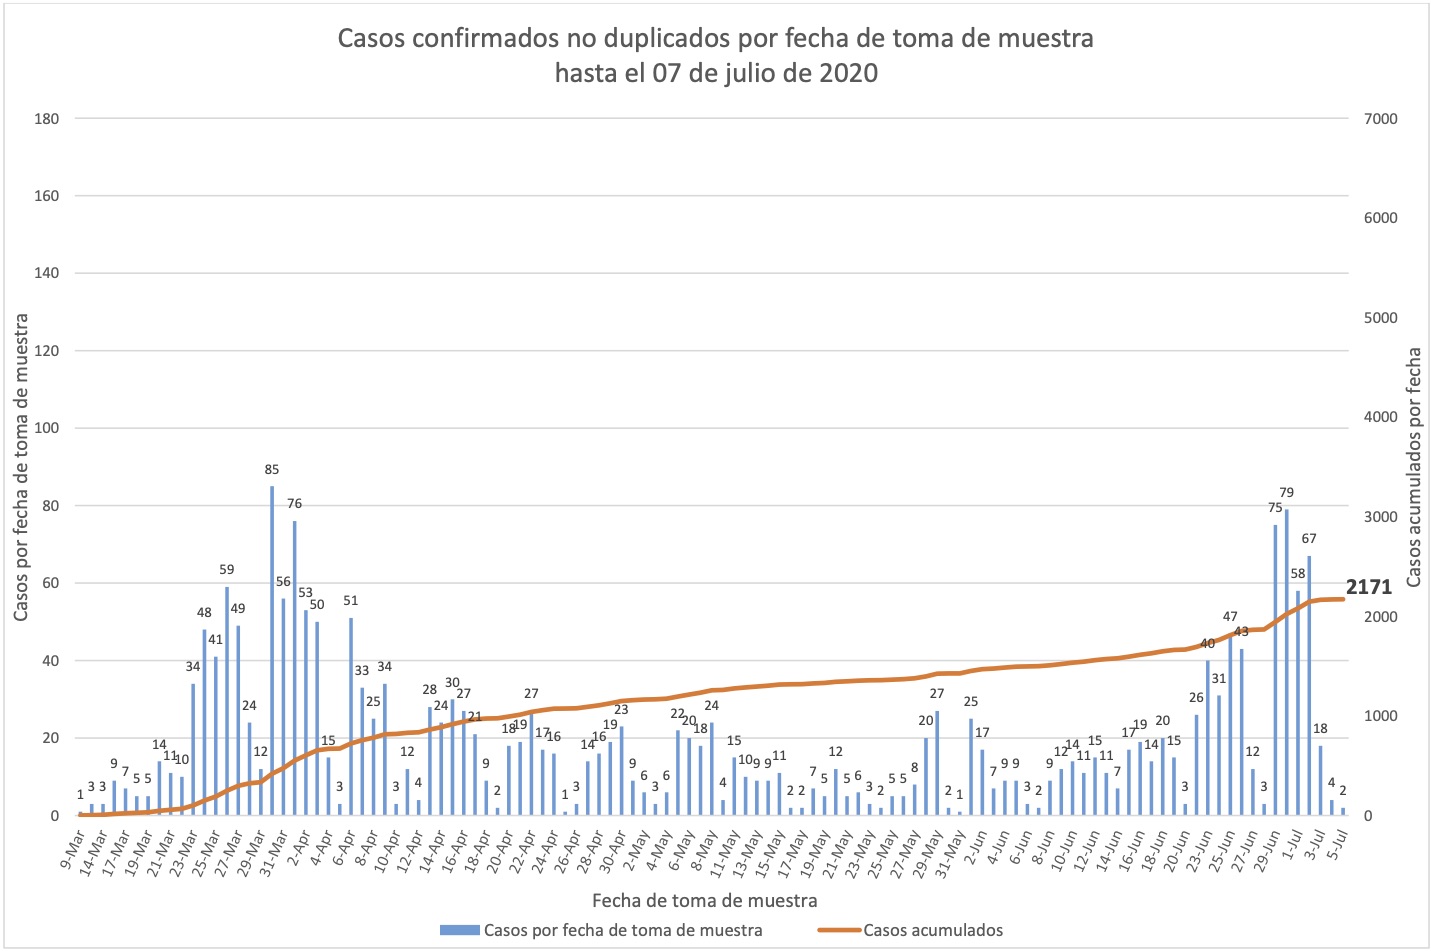 Casos confirmados no duplicados por fecha de toma de muestra
hasta el 07 de julio de 2020
Casos por fecha de toma de muestra
180
160
140
120
100
80
60
40
20
0
1 3 3 9 7 5 5 14 11 10 34 48 41 59 49 24 12 85 56 76 53 50 15 3 51 33 25 34 3 12 4 28 24 30 27 21 9 2 18 19 27 17 16 1 3 14 16 19 23 9 6 3 6 22 20 18 24 4 15 10 9 9 11 2 2 7 5 12 5 6 3 2 5 5 8 20 27 2 1 25 17 7 9 9 3 2 9 12 14 11 15 11 7 17 19 14 20 15 3 26 40 31 47 43 12 3 75 79 58 67 18 4 2
2171
7000
6000
5000
4000
3000
2000
1000
0
Casos acumulados por fecha
9-Mar 14-Mar 17-Mar 19-Mar 21-Mar 23-Mar 25-Mar 27-Mar 29-Mar 31-Mar 2-Apr 4-Apr 6-Apr 8-Apr 10-Apr 12-Apr 14-Apr 16-Apr 18-Apr 20-Apr 22-Apr 24-Apr 26-Apr 28-Apr 30-Apr 2-May 4-May 6-May 8-May 11-May 13-May 15-May 17-May 19-May 21-May 23-May 25-May 27-May 29-May 31-May 2-Jun 4-Jun 6-Jun 8-Jun 10-Jun 12-Jun 14-Jun 16-Jun 18-Jun 20-Jun 23-Jun 25-Jun 27-Jun 29-Jun 1-Jul 3-Jul 5-Jul
Fecha de toma de muestra
Casos por fecha de toma de muestra
Casos acumulados